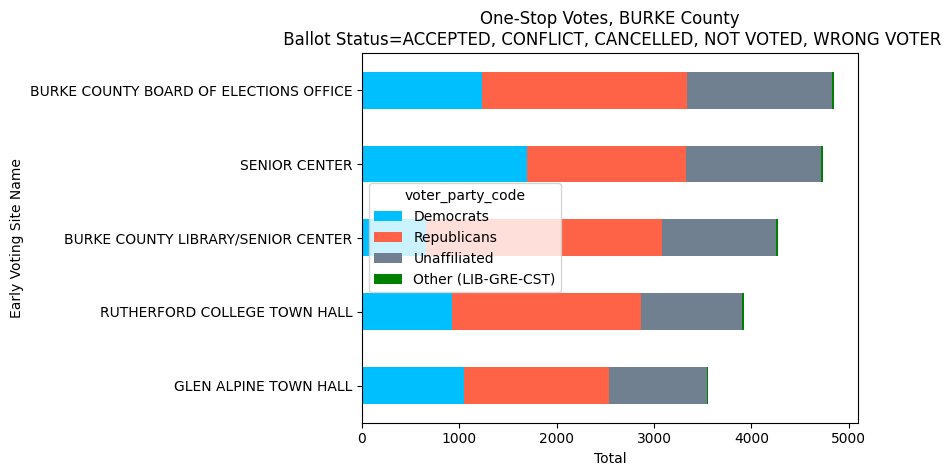 One-Stop Votes, BURKE County
Ballot Status=ACCEPTED, CONFLICT, CANCELLED, NOT VOTED, WRONG VOTER
Early Voting Site Name
BURKE COUNTY BOARD OF ELECTIONS OFFICE
SENIOR CENTER
BURKE COUNTY LIBRARY/SENIOR CENTER
RUTHERFORD COLLEGE TOWN HALL
GLEN ALPINE TOWN HALL
voter_party_code
Democrats
Republicans
Unaffiliated
Other (LIB-GRE-CST)
0 1000 2000 3000 4000 5000
Total